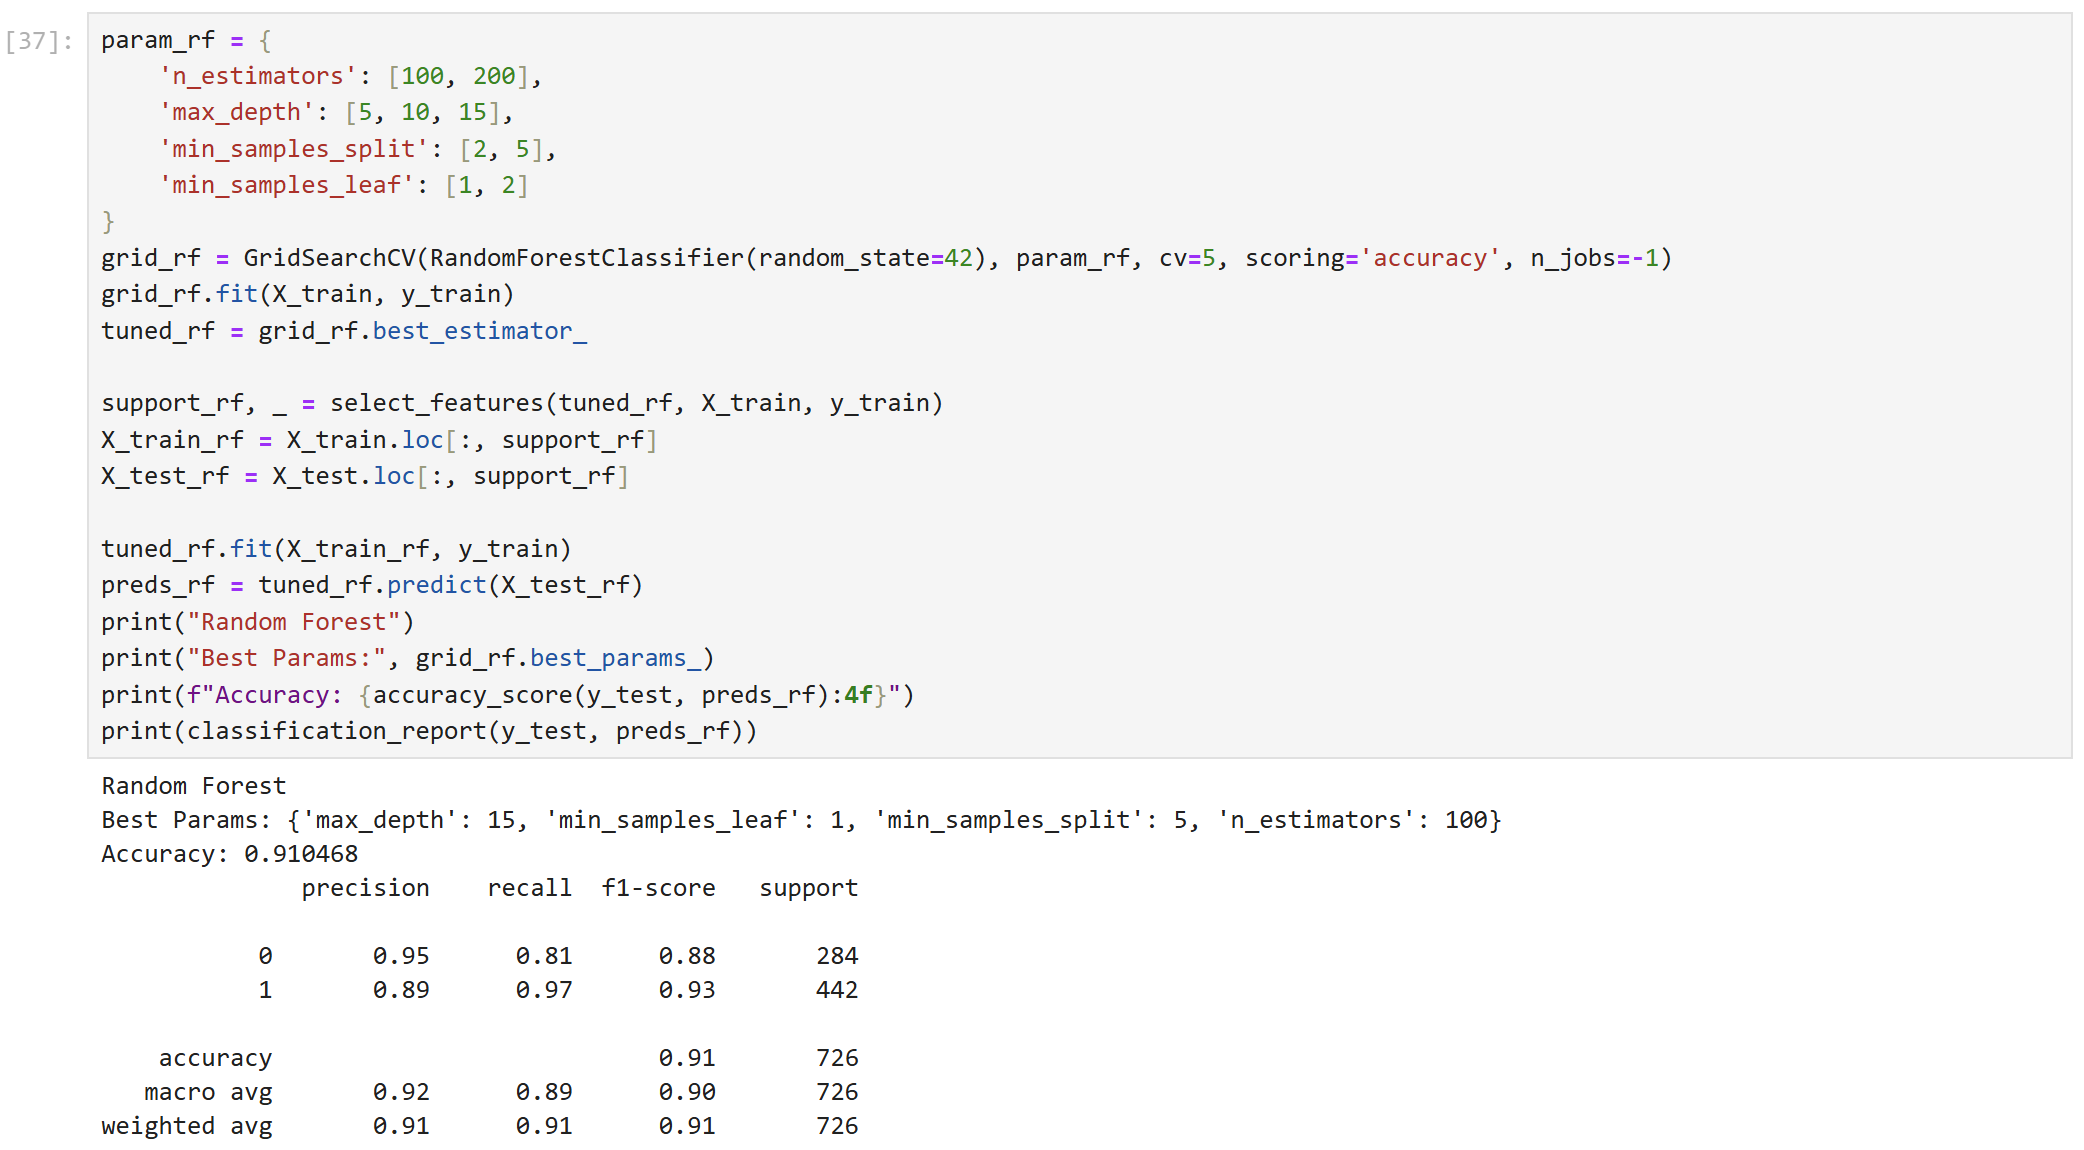 [37]:
param_rf = {
    'n_estimators': [100, 200],
    'max_depth': [5, 10, 15],
    'min_samples_split': [2, 5],
    'min_samples_leaf': [1, 2]
}
grid_rf = GridSearchCV(RandomForestClassifier(random_state=42), param_rf, cv=5, scoring='accuracy', n_jobs=-1)
grid_rf.fit(X_train, y_train)
tuned_rf = grid_rf.best_estimator_

support_rf, _ = select_features(tuned_rf, X_train, y_train)
X_train_rf = X_train.loc[:, support_rf]
X_test_rf = X_test.loc[:, support_rf]

tuned_rf.fit(X_train_rf, y_train)
preds_rf = tuned_rf.predict(X_test_rf)
print("Random Forest")
print("Best Params:", grid_rf.best_params_)
print(f"Accuracy: {accuracy_score(y_test, preds_rf):4f}")
print(classification_report(y_test, preds_rf))
Random Forest
Best Params: {'max_depth': 15, 'min_samples_leaf': 1, 'min_samples_split': 5, 'n_estimators': 100}
Accuracy: 0.910468
              precision    recall  f1-score   support

           0       0.95      0.81      0.88       284
           1       0.89      0.97      0.93       442

    accuracy                           0.91       726
   macro avg       0.92      0.89      0.90       726
weighted avg       0.91      0.91      0.91       726